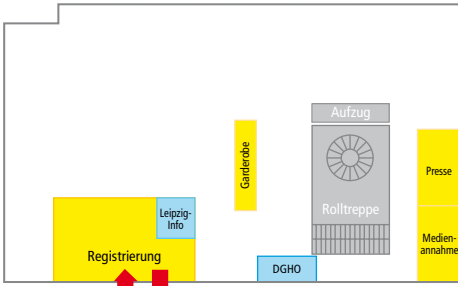 Aufzug
Garderobe
Presse
Rolltreppe
Leipzig-
Info
Medien-
annahme
Registrierung
DGHO